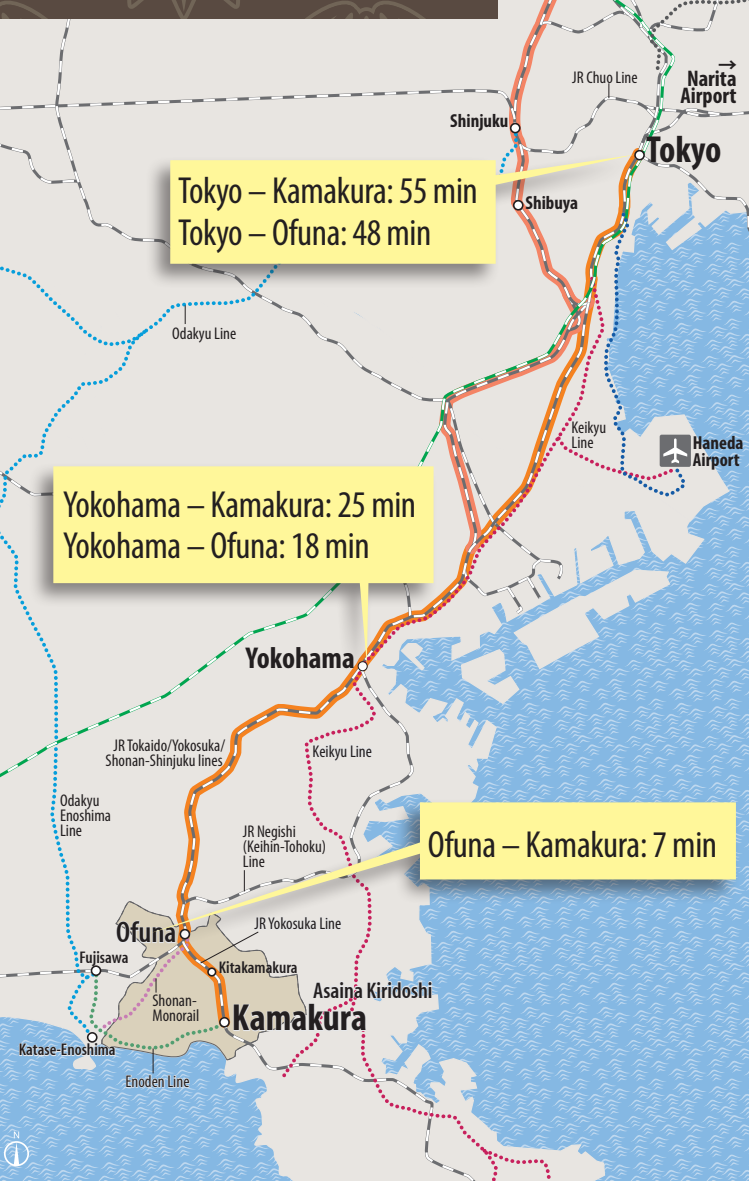 JR Chuo Line
→
Narita
Airport
Shinjuku
Tokyo
Tokyo – Kamakura: 55 min
Tokyo – Ofuna: 48 min
Shibuya
Odakyu Line
Keikyu
Line
Haneda
Airport
Yokohama – Kamakura: 25 min
Yokohama – Ofuna: 18 min
Yokohama
JR Tokaido/Yokosuka/
Shonan-Shinjuku lines
Keikyu Line
Odakyu
Enoshima
Line
JR Negishi
(Keihin-Tohoku)
Line
Ofuna – Kamakura: 7 min
Ofuna
JR Yokosuka Line
Fujisawa
Kitakamakura
Asaina Kiridoshi
Shonan-
Monorail
Kamakura
Katase-Enoshima
Enoden Line
N